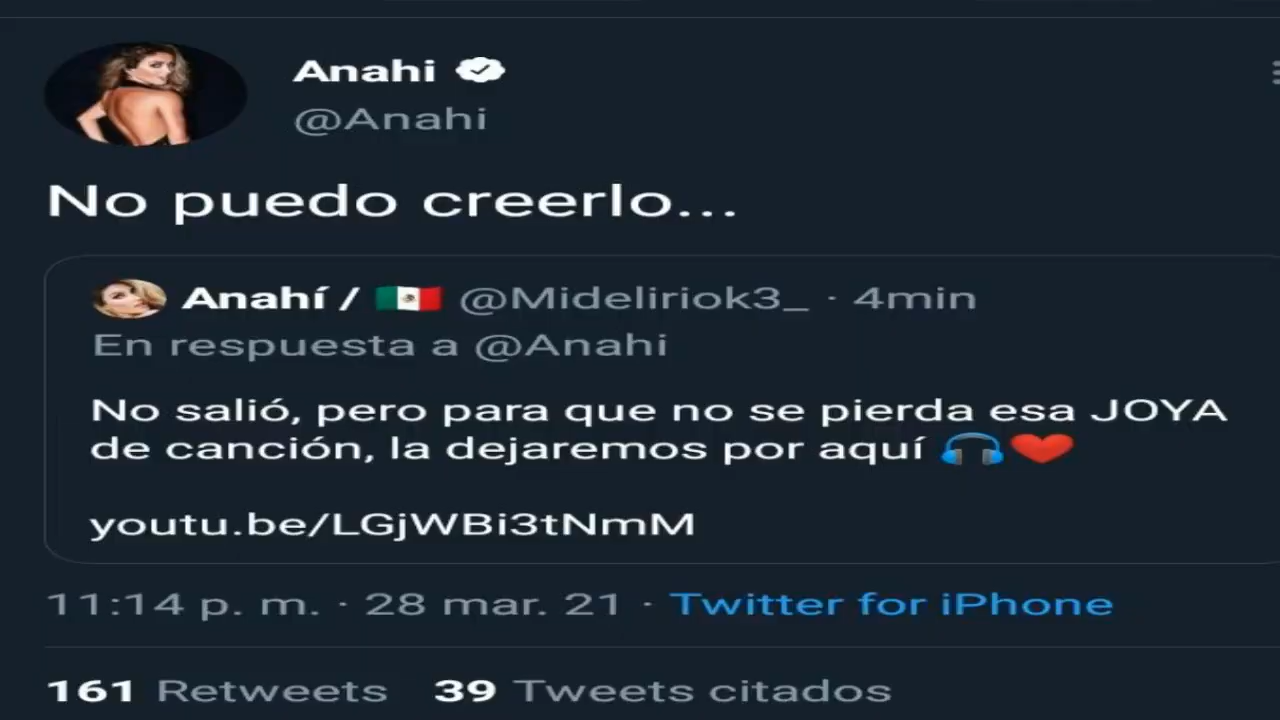 Anahi
@Anahi
No puedo creerlo...
Anahí / 🇲🇽 @Mideliriok3_ · 4min
En respuesta a @Anahi
No salió, pero para que no se pierda esa JOYA
de canción, la dejaremos por aquí 🎧❤️
youtu.be/LGjWBi3tNmM
11:14 p. m. · 28 mar. 21 · Twitter for iPhone
161 Retweets 39 Tweets citados